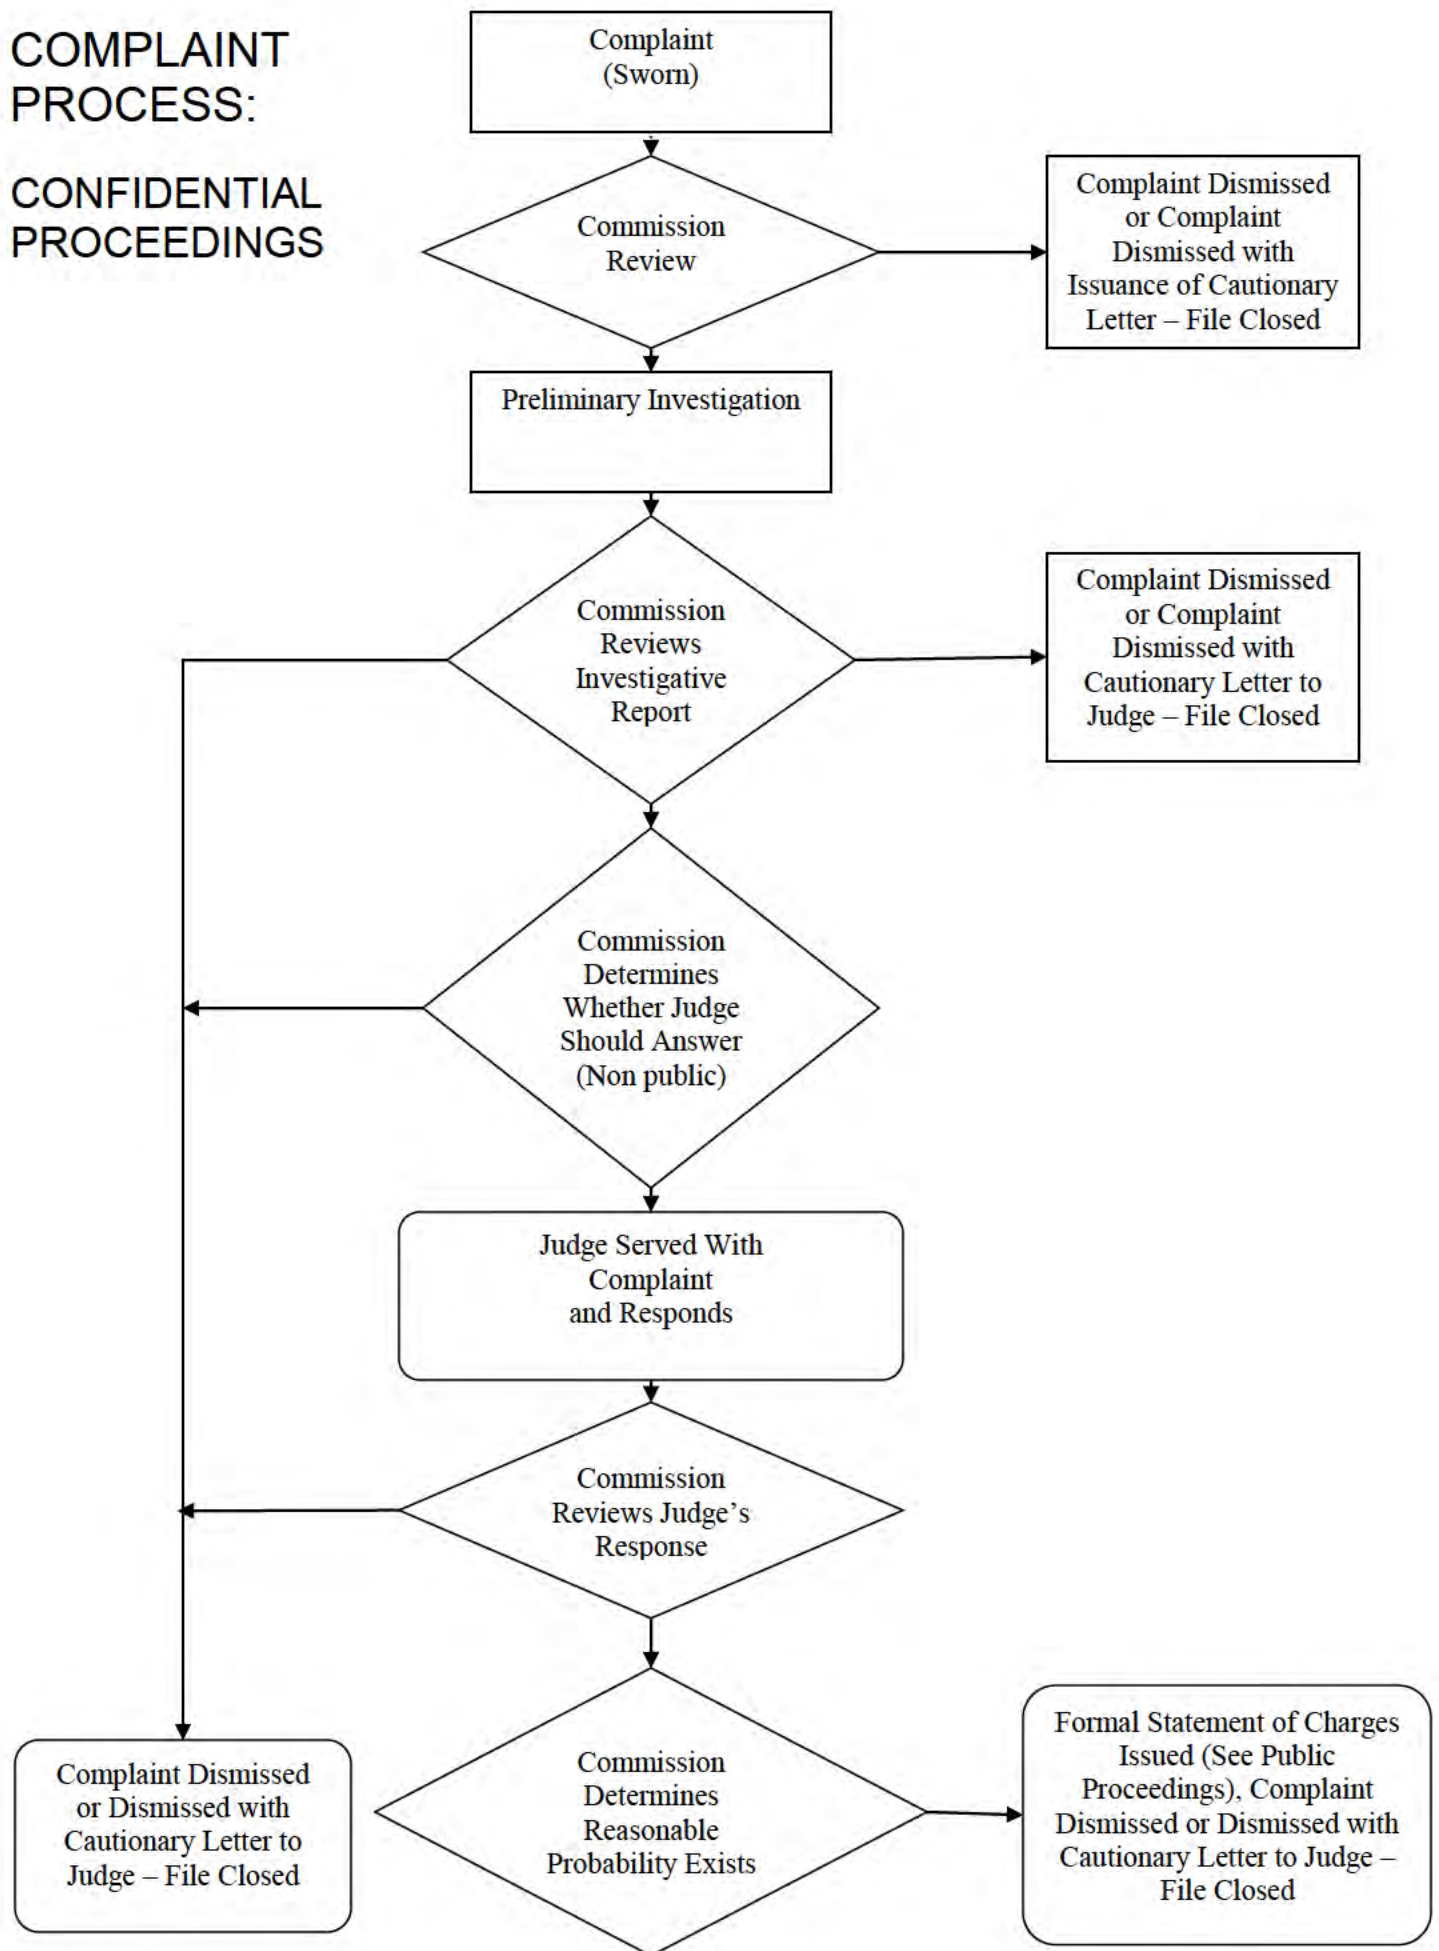 COMPLAINT
PROCESS:
CONFIDENTIAL
PROCEEDINGS
Complaint
(Sworn)
Commission
Review
Complaint Dismissed
or Complaint
Dismissed with
Issuance of Cautionary
Letter – File Closed
Preliminary Investigation
Commission
Reviews
Investigative
Report
Complaint Dismissed
or Complaint
Dismissed with
Cautionary Letter to
Judge – File Closed
Commission
Determines
Whether Judge
Should Answer
(Non public)
Judge Served With
Complaint
and Responds
Commission
Reviews Judge’s
Response
Complaint Dismissed
or Dismissed with
Cautionary Letter to
Judge – File Closed
Commission
Determines
Reasonable
Probability Exists
Formal Statement of Charges
Issued (See Public
Proceedings), Complaint
Dismissed or Dismissed with
Cautionary Letter to Judge –
File Closed